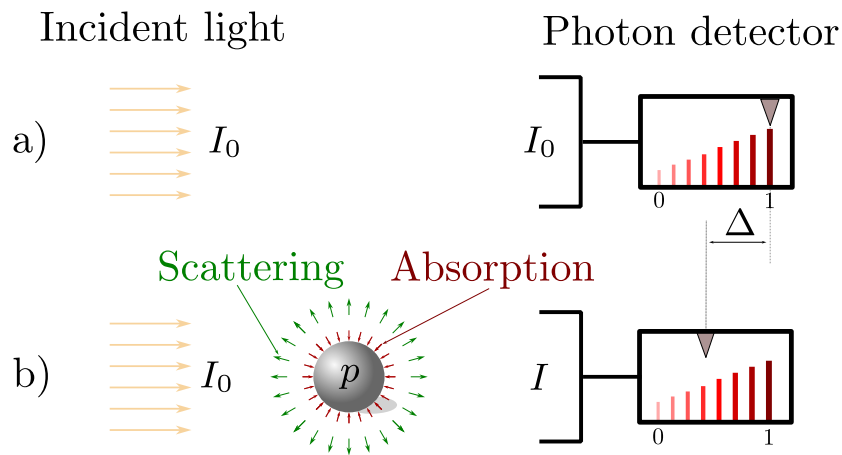 Incident light
Photon detector
a)
I0
I0
0 1
Δ
Scattering
Absorption
b)
I0
p
I
0 1